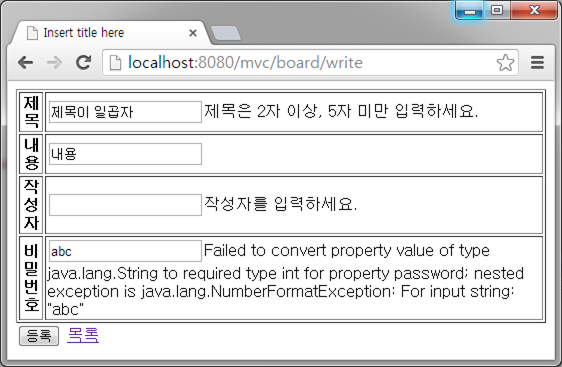 Insert title here
localhost:8080/mvc/board/write
제목
제목이 일곱자 제목은 2자 이상, 5자 미만 입력하세요.
내용
내용
작성자
작성자를 입력하세요.
비밀번호
abc Failed to convert property value of type
java.lang.String to required type int for property password; nested
exception is java.lang.NumberFormatException: For input string:
"abc"
등록 목록